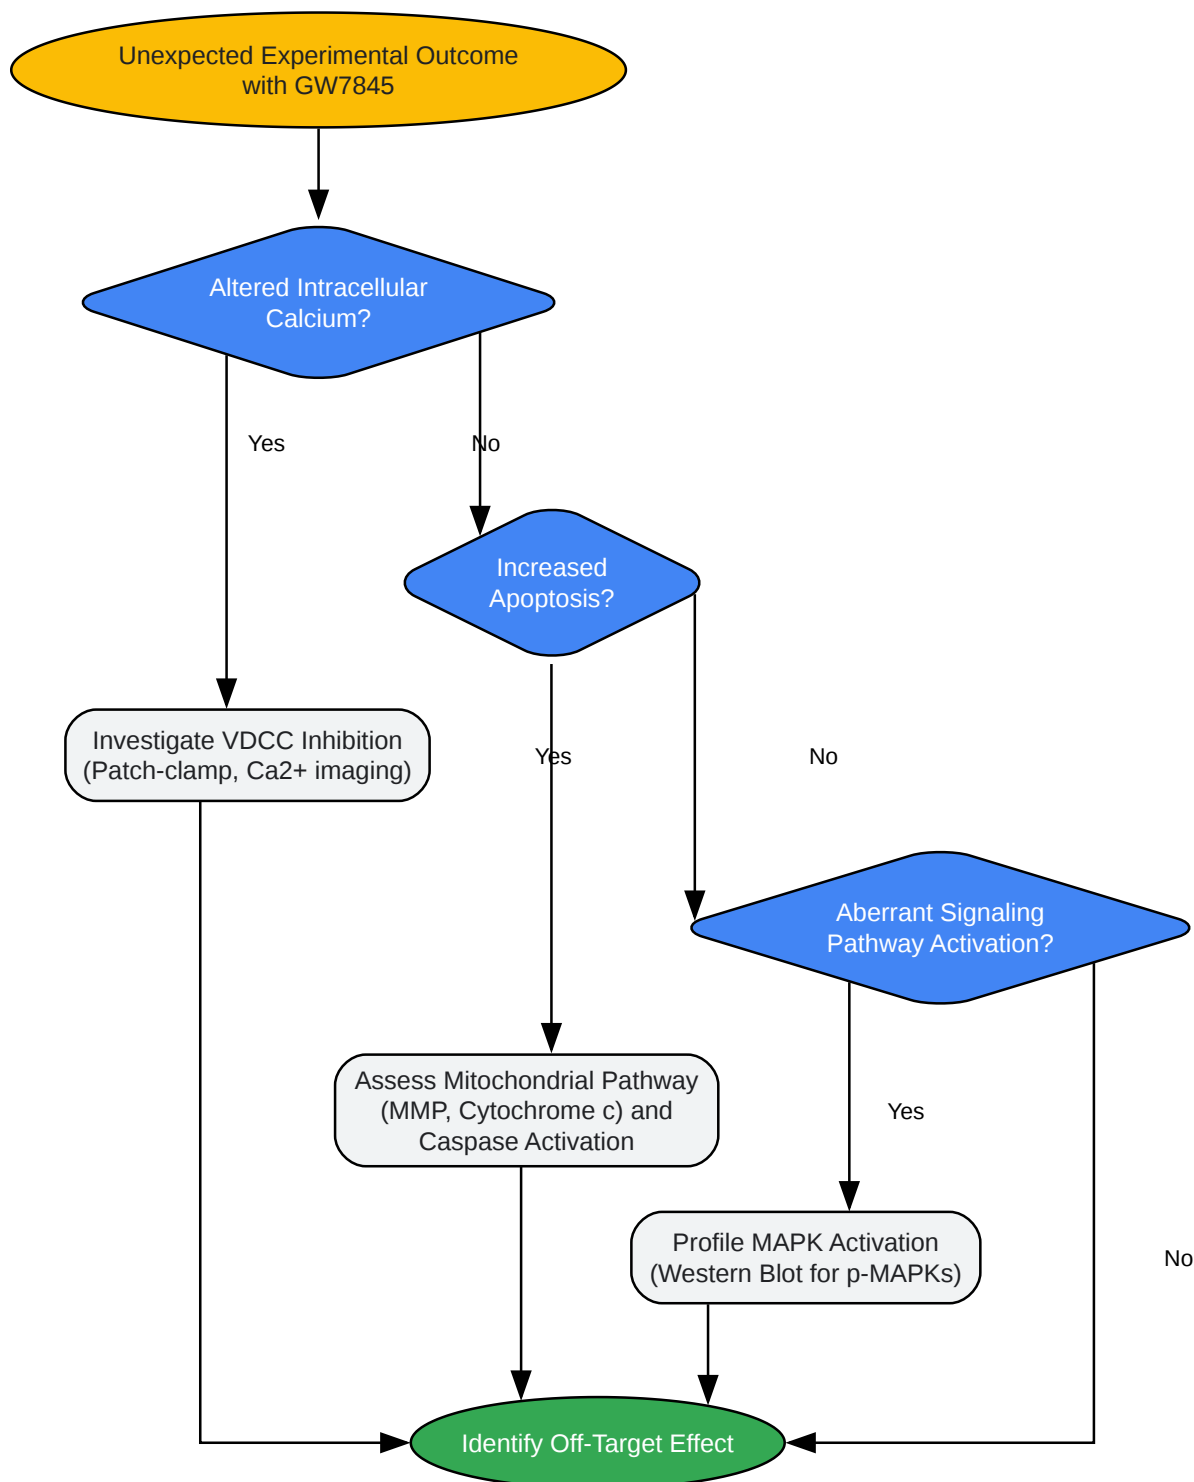 Unexpected Experimental Outcome
with GW7845
Altered Intracellular
Calcium?
Yes
No
Increased
Apoptosis?
Investigate VDCC Inhibition
(Patch-clamp, Ca2+ imaging)
Yes
No
Aberrant Signaling
Pathway Activation?
Assess Mitochondrial Pathway
(MMP, Cytochrome c) and
Caspase Activation
Yes
Profile MAPK Activation
(Western Blot for p-MAPKs)
No
Identify Off-Target Effect